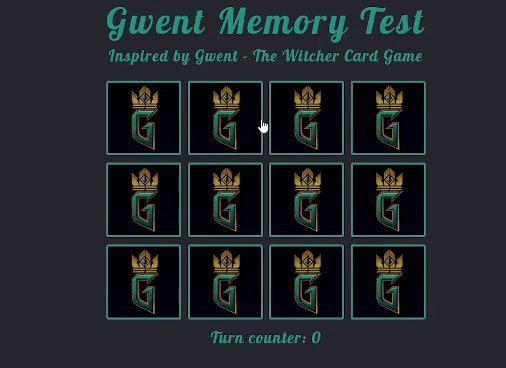 Gwent Memory Test
Inspired by Gwent - The Witcher Card Game
G G G G
G G G G
G G G G
Turn counter: 0